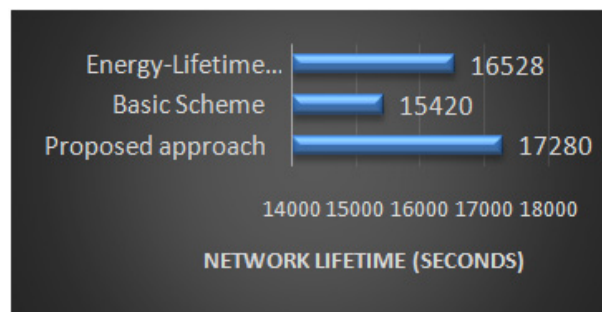 Energy-Lifetime... 16528
Basic Scheme 15420
Proposed approach 17280
14000 15000 16000 17000 18000
NETWORK LIFETIME (SECONDS)